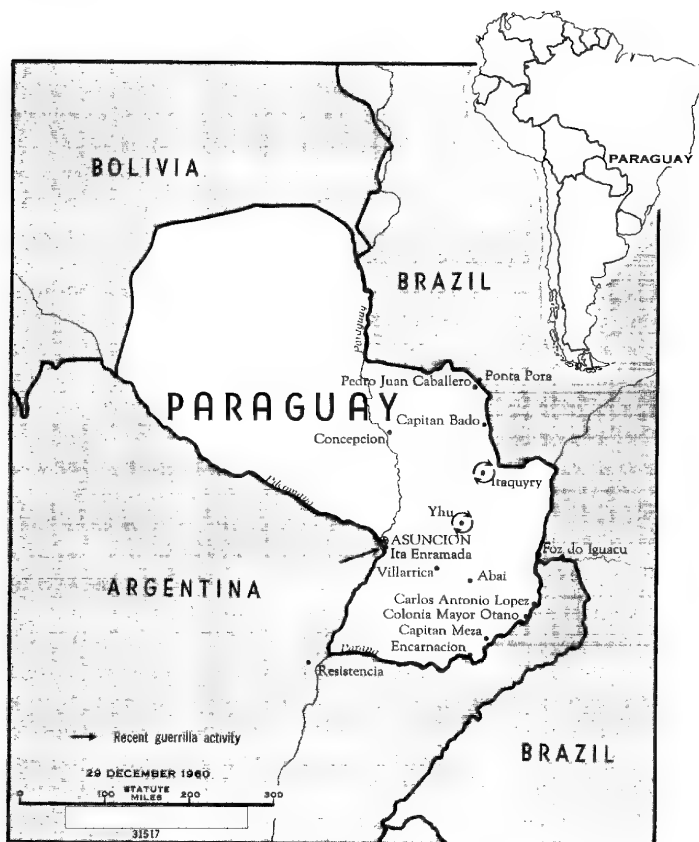 PARAGUAY
BOLIVIA
BRAZIL
Paraguay
Pedro Juan Caballero
Ponta Pora
PARAGUAY
Capitan Bado
Concepcion
Itaquyry
Yhu
ASUNCION
Ita Enramada
Foz do Iguacu
Villarrica
Abai
ARGENTINA
Carlos Antonio Lopez
Colonia Mayor Otano
Capitan Meza
Encarnacion
Resistencia
Recent guerrilla activity
BRAZIL
29 DECEMBER 1960
STATUTE
MILES
0 100 200 300
31517